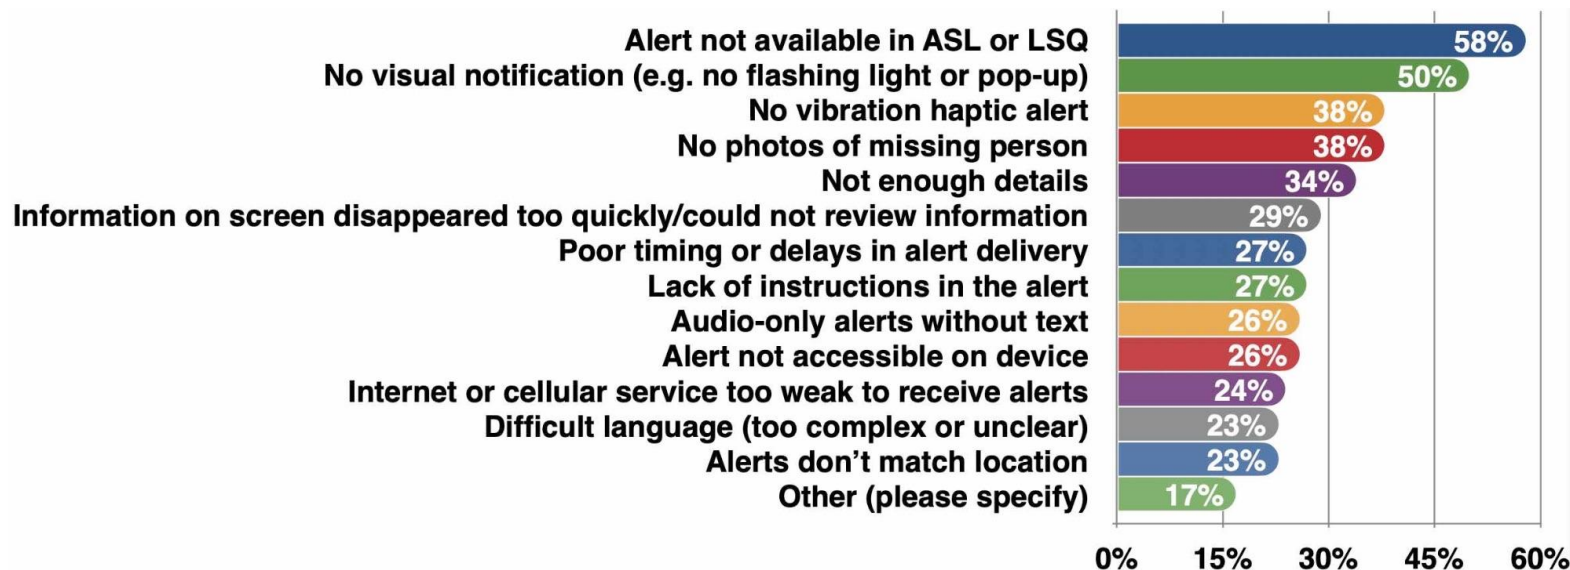 Alert not available in ASL or LSQ 58%
No visual notification (e.g. no flashing light or pop-up) 50%
No vibration haptic alert 38%
No photos of missing person 38%
Not enough details 34%
Information on screen disappeared too quickly/could not review information 29%
Poor timing or delays in alert delivery 27%
Lack of instructions in the alert 27%
Audio-only alerts without text 26%
Alert not accessible on device 26%
Internet or cellular service too weak to receive alerts 24%
Difficult language (too complex or unclear) 23%
Alerts don’t match location 23%
Other (please specify) 17%
0% 15% 30% 45% 60%